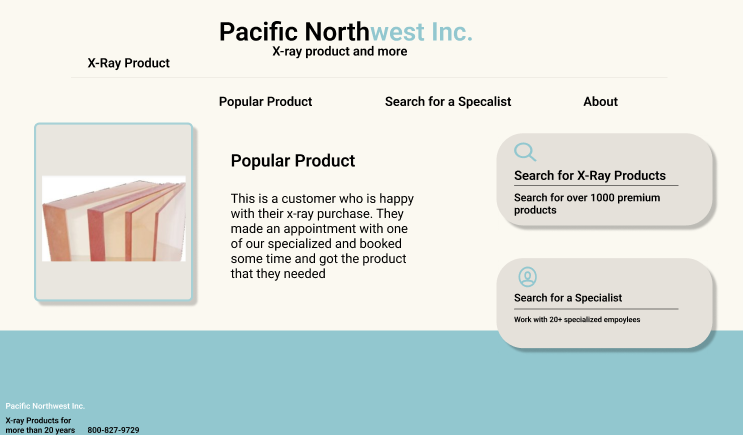 Pacific Northwest Inc.
X-ray product and more
X-Ray Product
Popular Product
Search for a Specalist
About
Popular Product
This is a customer who is happy
with their x-ray purchase. They
made an appointment with one
of our specialized and booked
some time and got the product
that they needed
Search for X-Ray Products
Search for over 1000 premium
products
Search for a Specialist
Work with 20+ specialized empoylees
Pacific Northwest Inc.
X-ray Products for
more than 20 years
800-827-9729